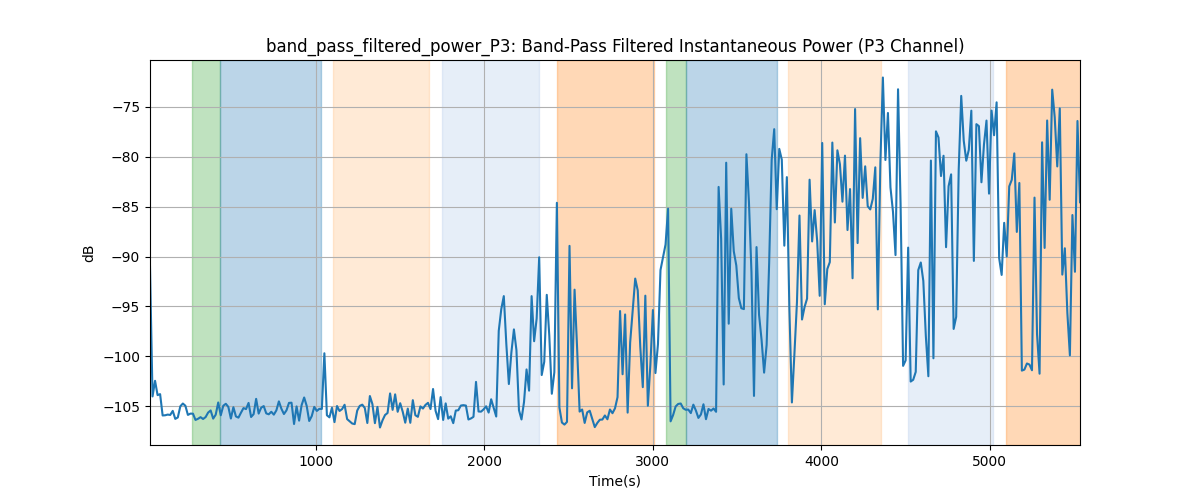 band_pass_filtered_power_P3: Band-Pass Filtered Instantaneous Power (P3 Channel)
−75
−80
−85
−90
−95
−100
−105
dB
1000 2000 3000 4000 5000
Time(s)